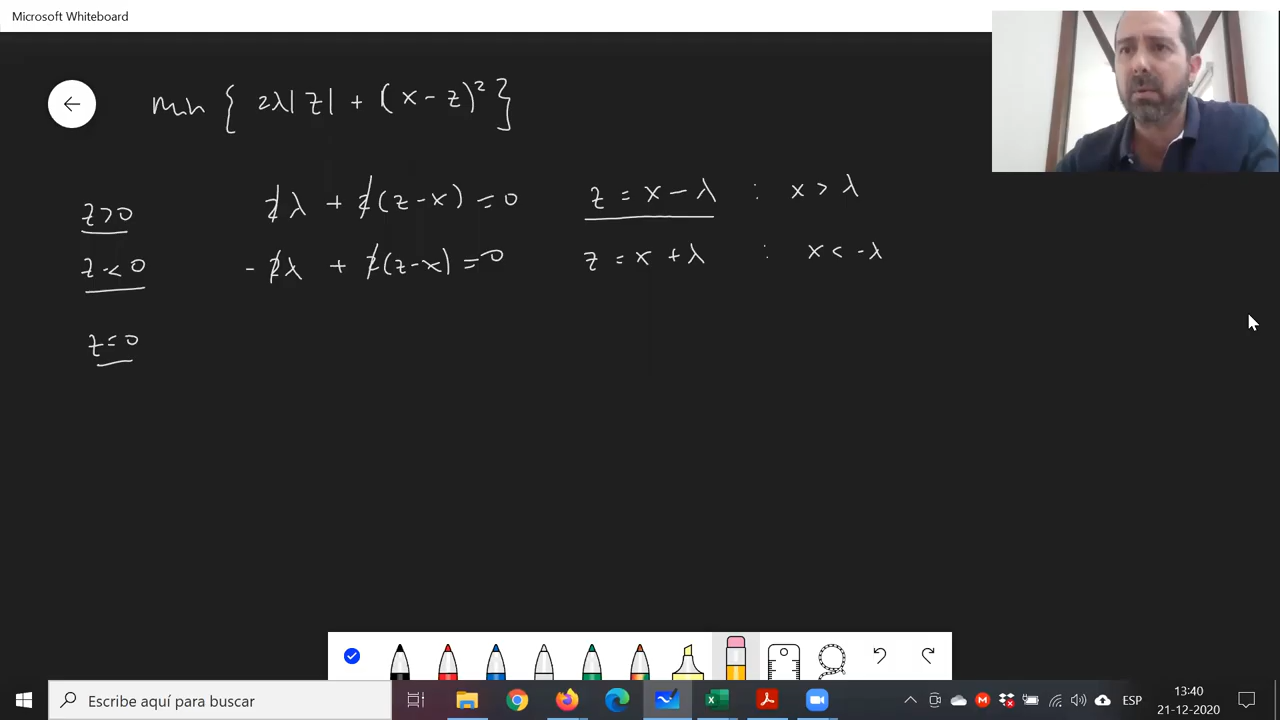 Microsoft Whiteboard
min { 2λ|z| + (x - z)² }
z>0 2λ + 2(z-x) = 0 z = x - λ : x > λ
z<0 -2λ + 2(z-x) = 0 z = x + λ : x < -λ
z=0
Escribe aquí para buscar
ESP
13:40
21-12-2020